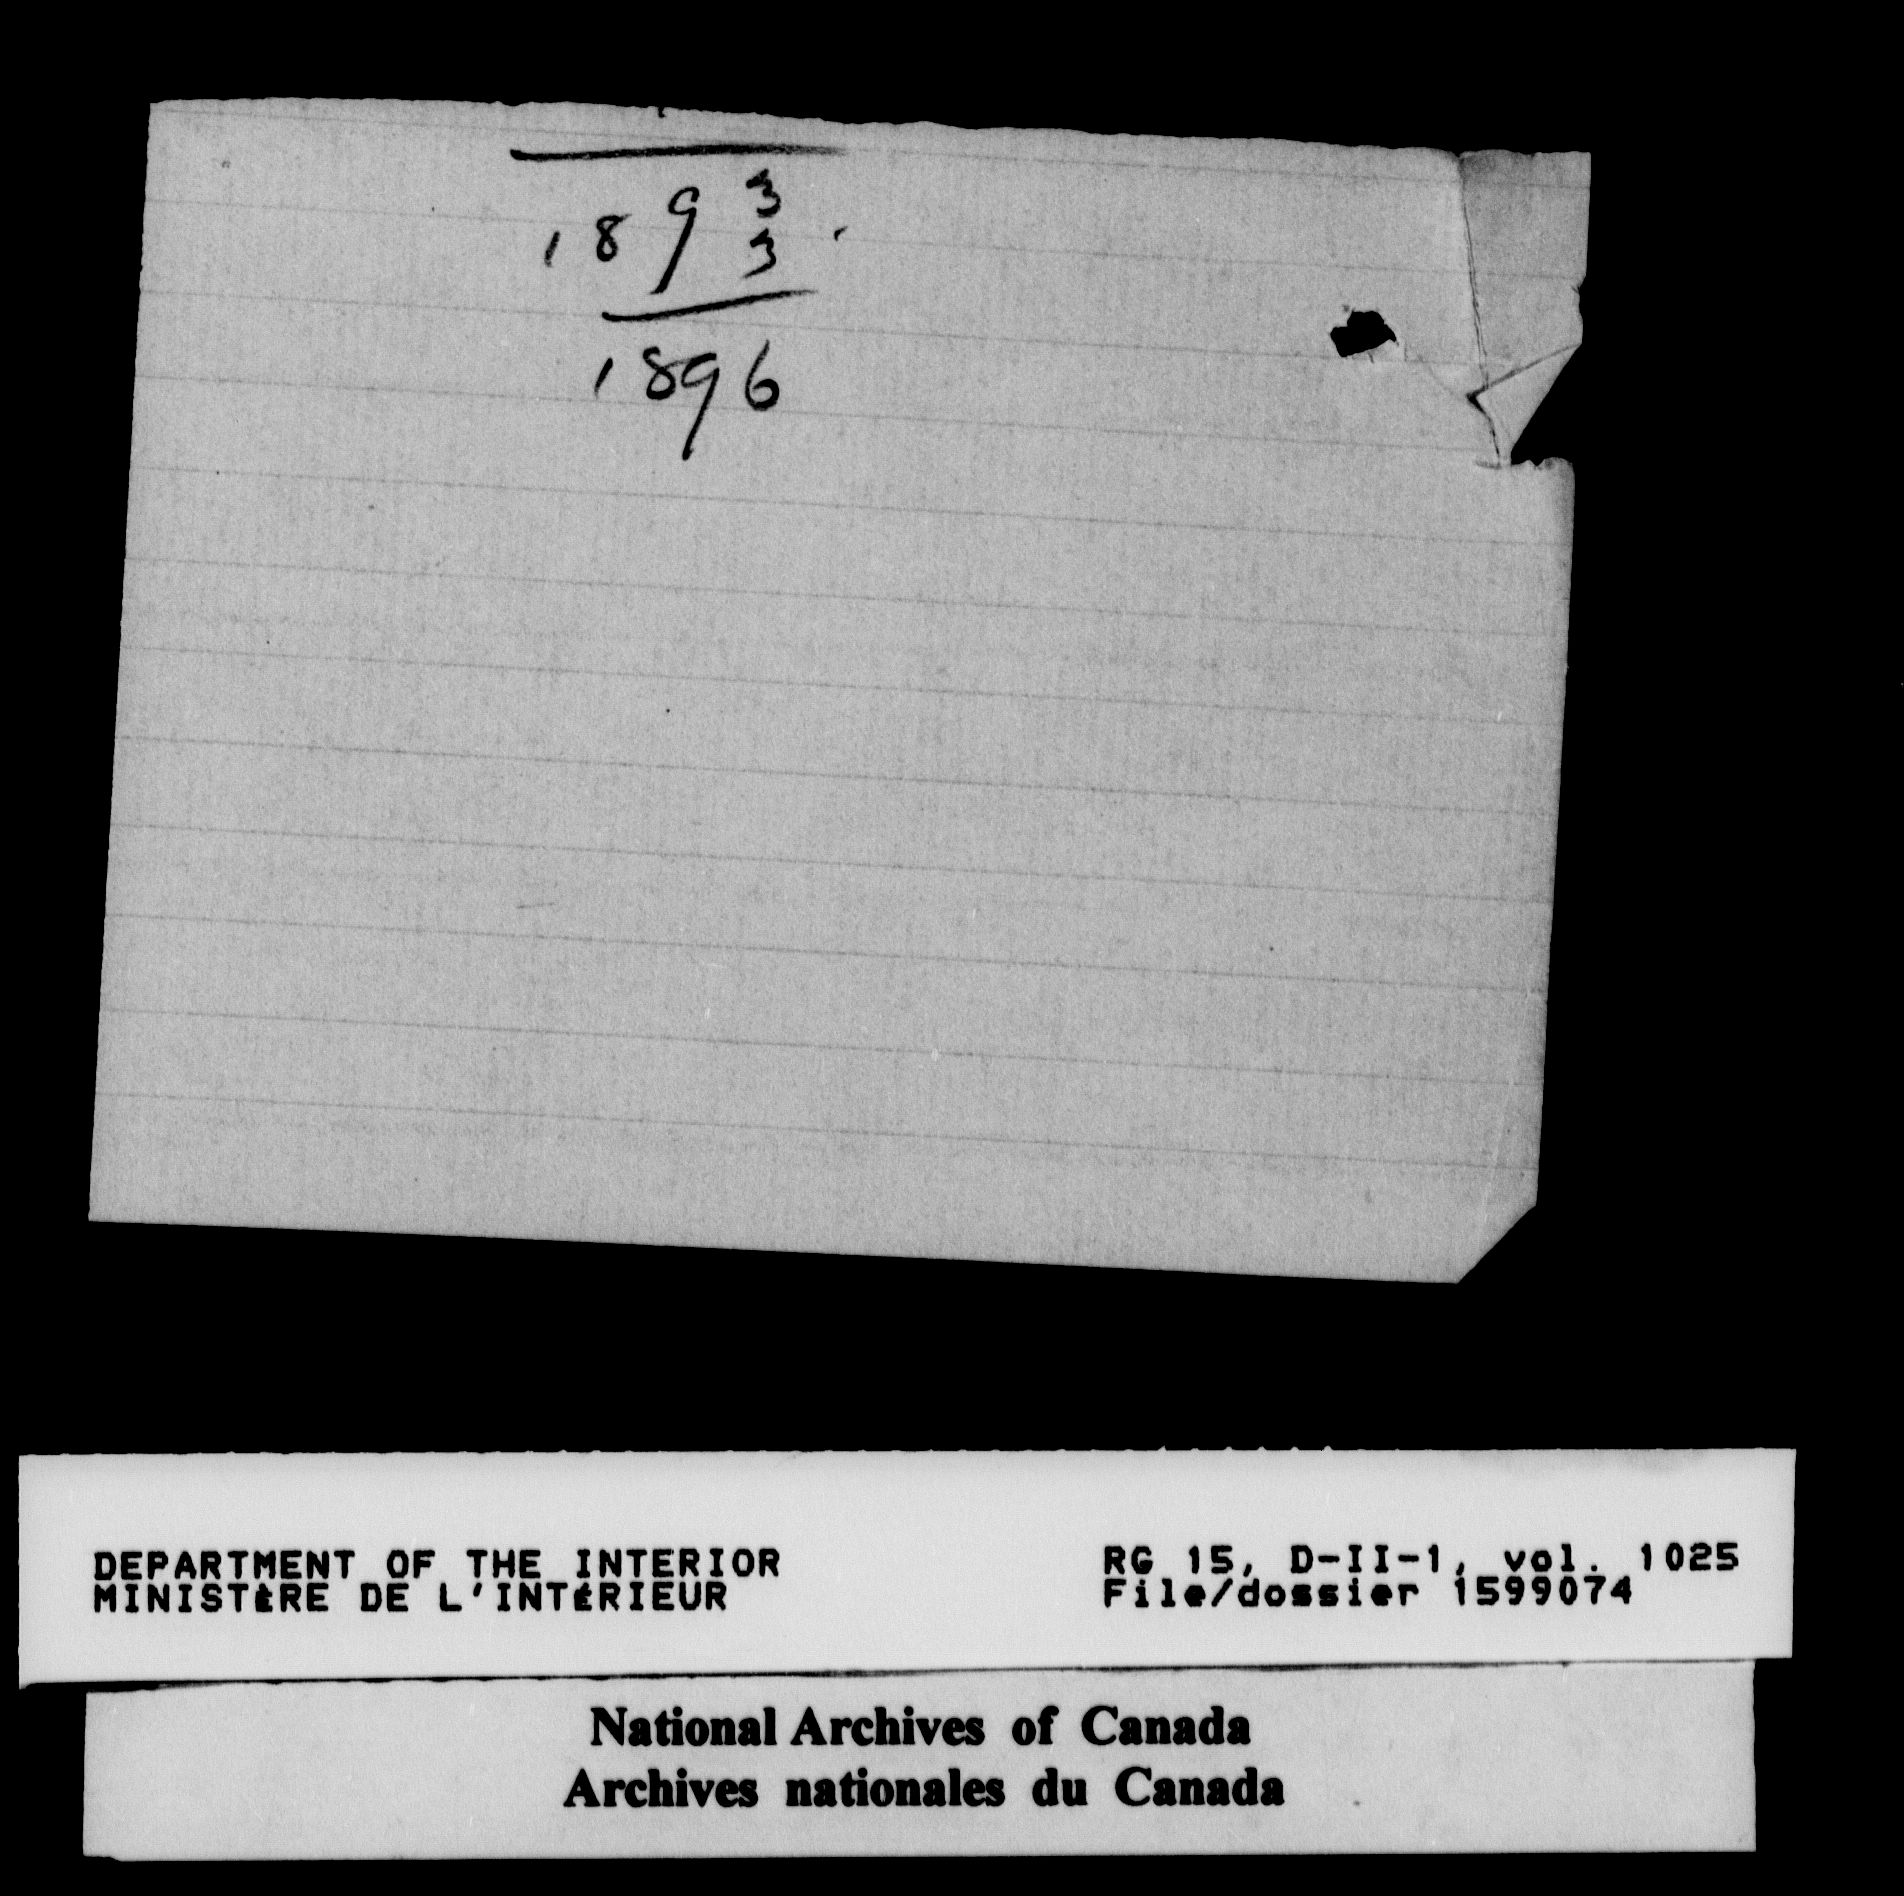 1893
3
1896
DEPARTMENT OF THE INTERIOR
MINISTÈRE DE L'INTÉRIEUR
RG 15, D-II-1, vol. 1025
File/dossier 1599074
National Archives of Canada
Archives nationales du Canada